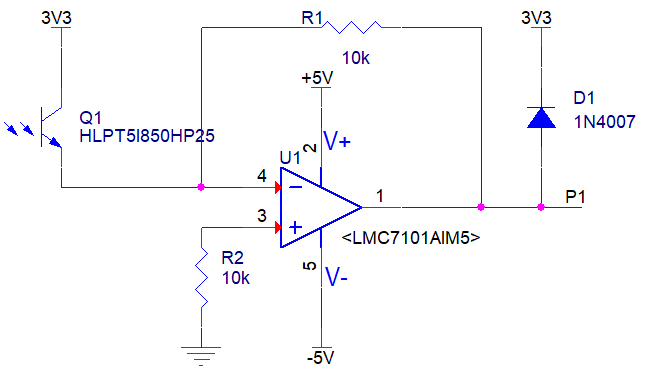 3V3
R1
3V3
10k
+5V
D1
1N4007
Q1
HLPT5I850HP25
2
V+
U1
4
1
P1
3
<LMC7101AIM5>
R2
10k
5
V-
-5V